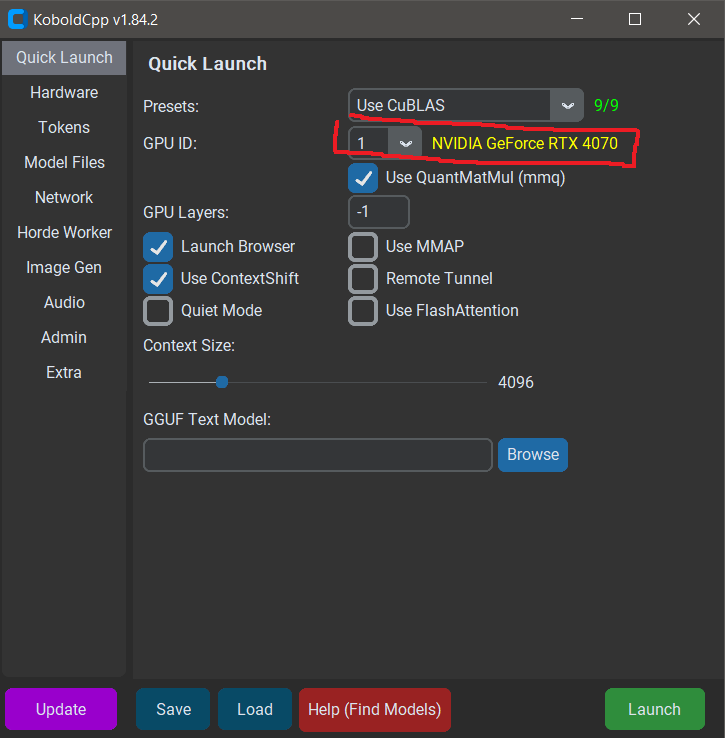 KoboldCpp v1.84.2
Quick Launch
Hardware
Tokens
Model Files
Network
Horde Worker
Image Gen
Audio
Admin
Extra
Quick Launch
Presets: Use CuBLAS 9/9
GPU ID: 1 NVIDIA GeForce RTX 4070
Use QuantMatMul (mmq)
GPU Layers: -1
Launch Browser Use MMAP
Use ContextShift Remote Tunnel
Quiet Mode Use FlashAttention
Context Size:
4096
GGUF Text Model:
Browse
Update Save Load Help (Find Models) Launch